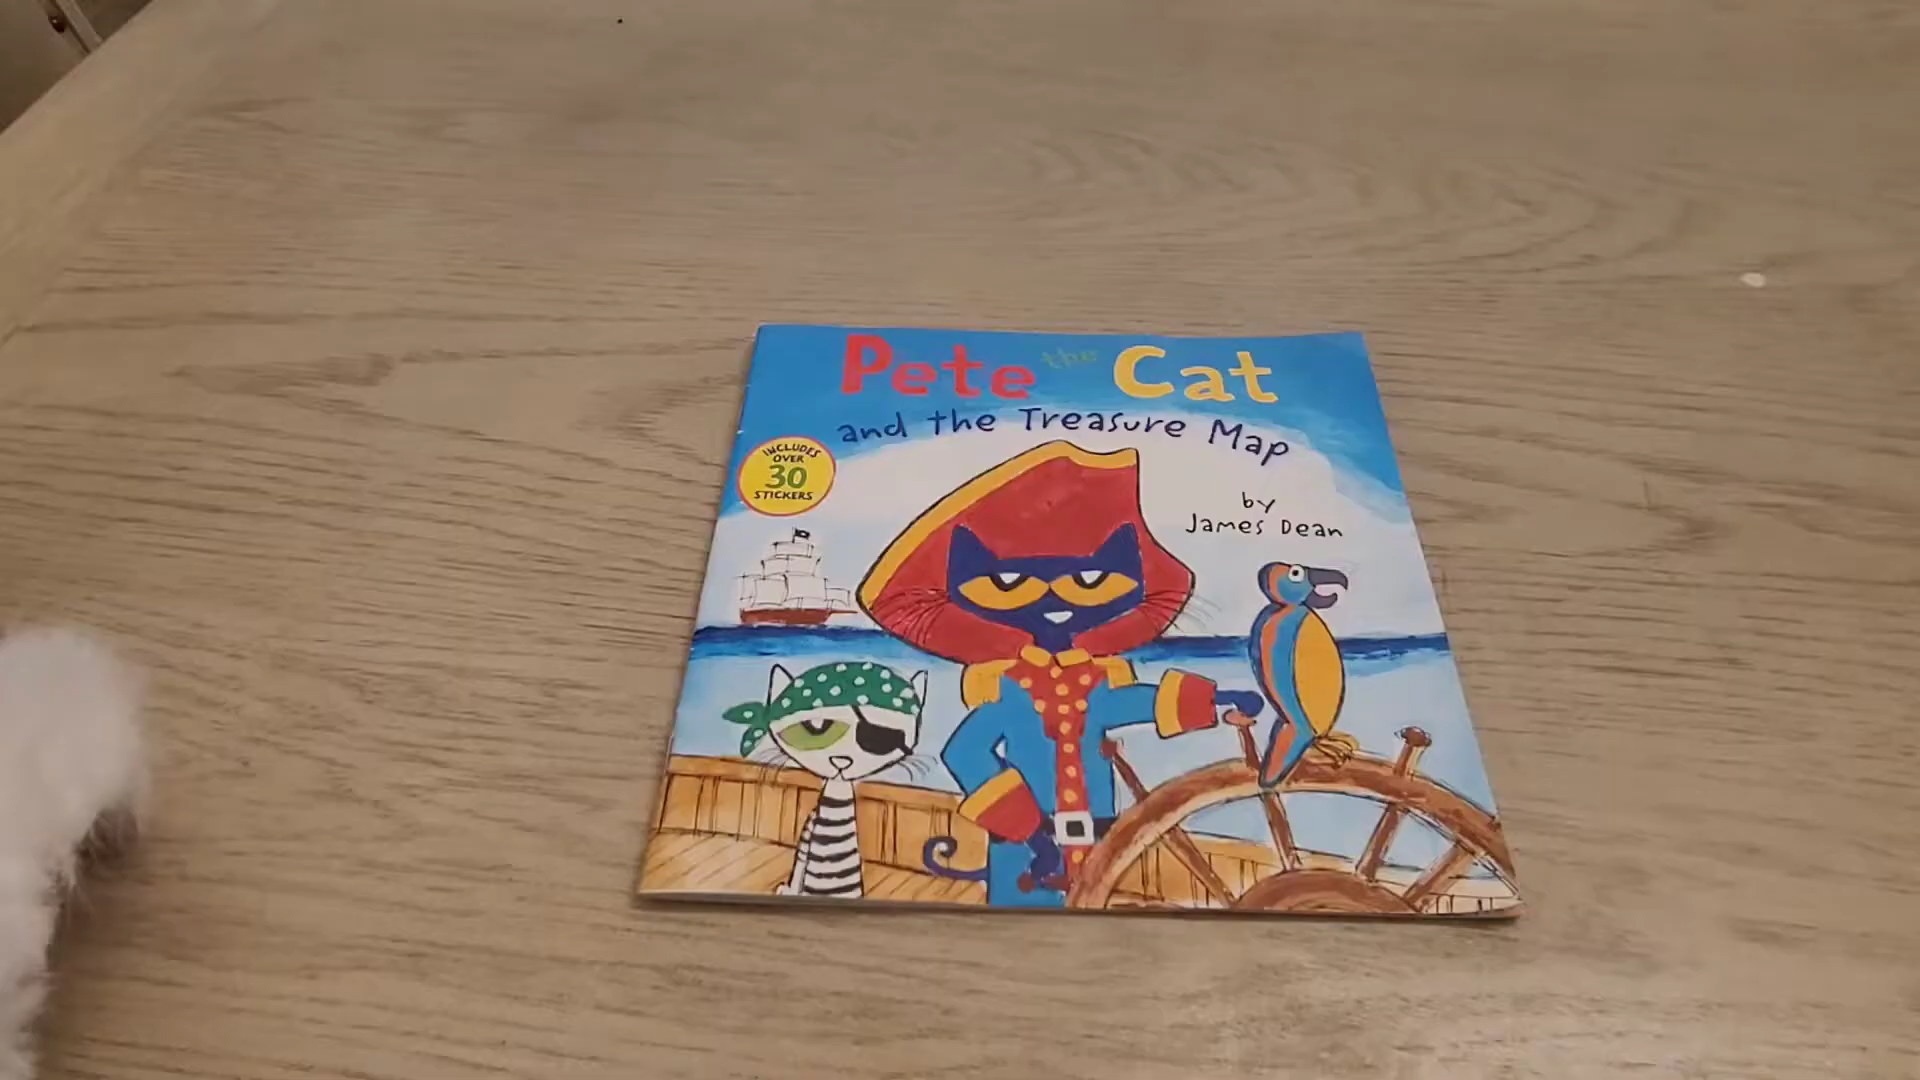 Pete the Cat
and the Treasure Map
INCLUDES
OVER
30
STICKERS
by
James Dean